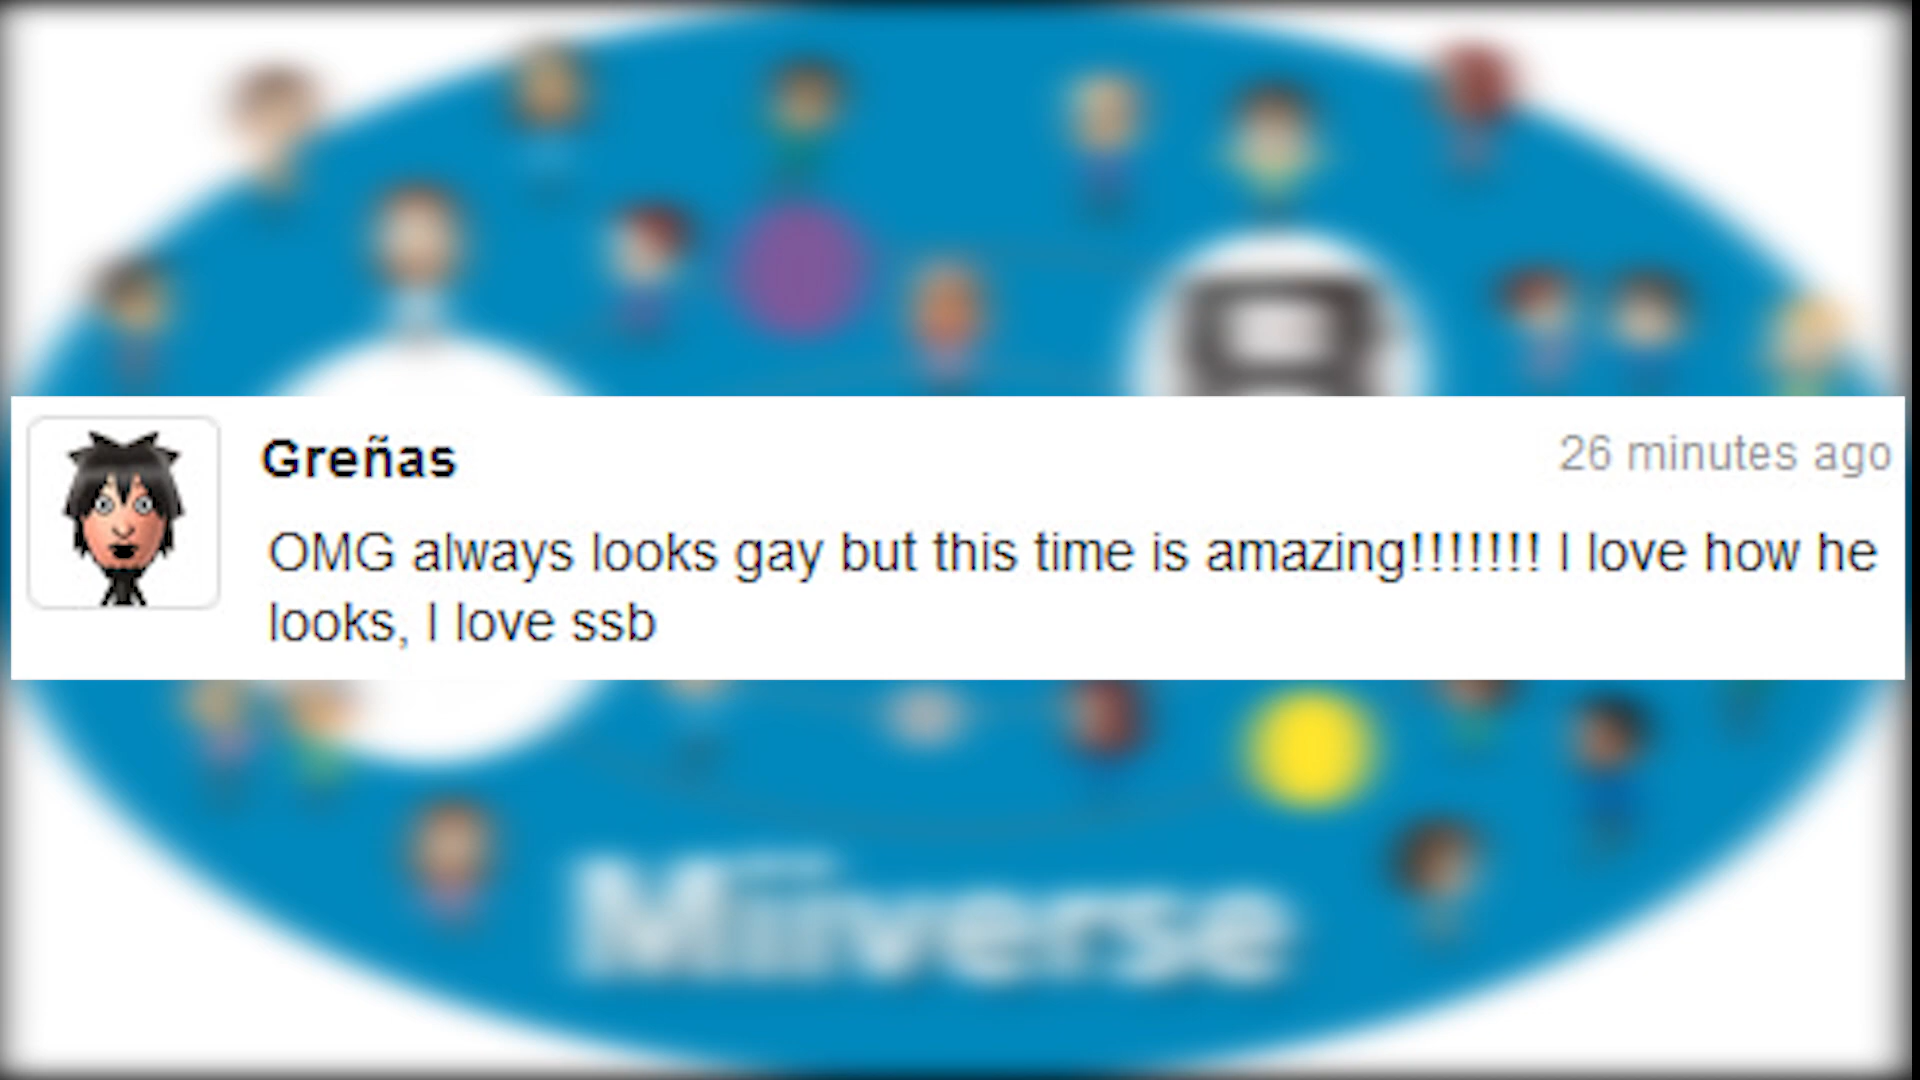 Greñas
26 minutes ago
OMG always looks gay but this time is amazing!!!!!!! I love how he
looks, I love ssb
Miiverse